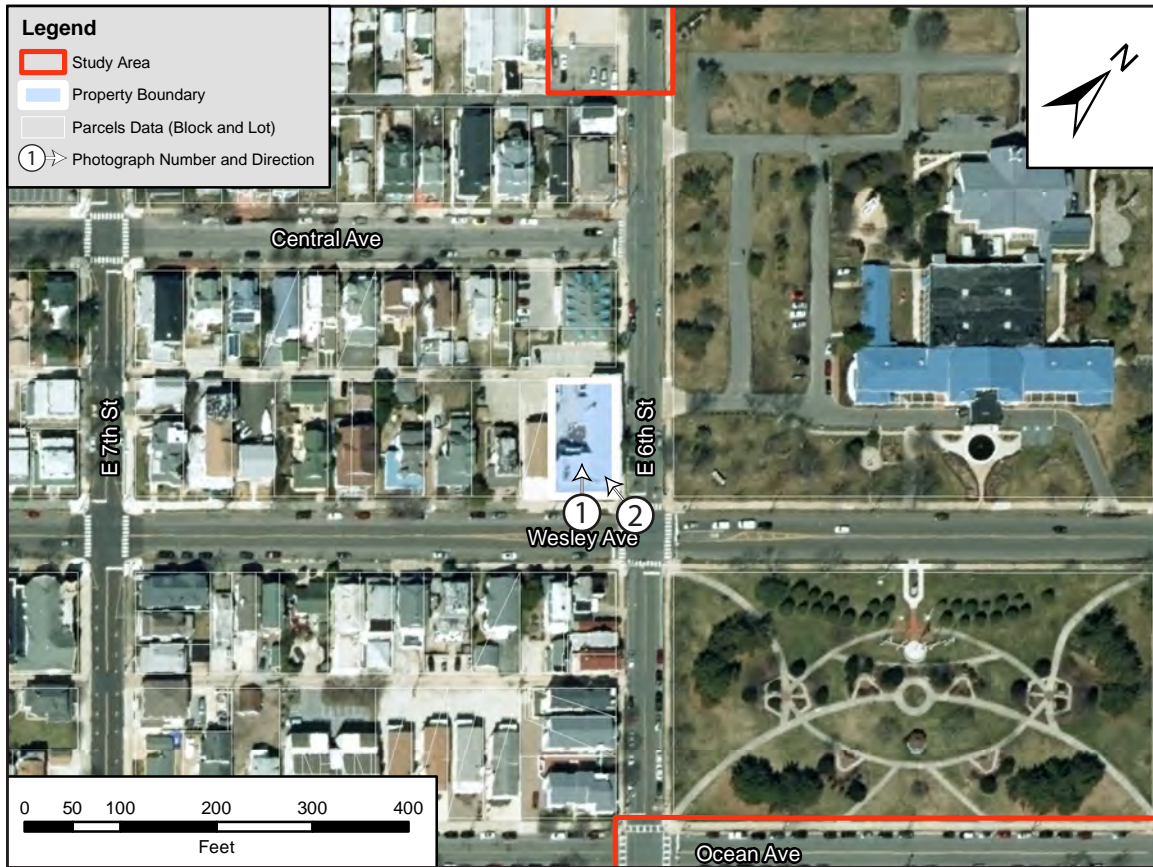 Legend
Study Area
Property Boundary
Parcels Data (Block and Lot)
1 Photograph Number and Direction
N
Central Ave
E 7th St
E 6th St
1
2
Wesley Ave
0 50 100 200 300 400
Feet
Ocean Ave